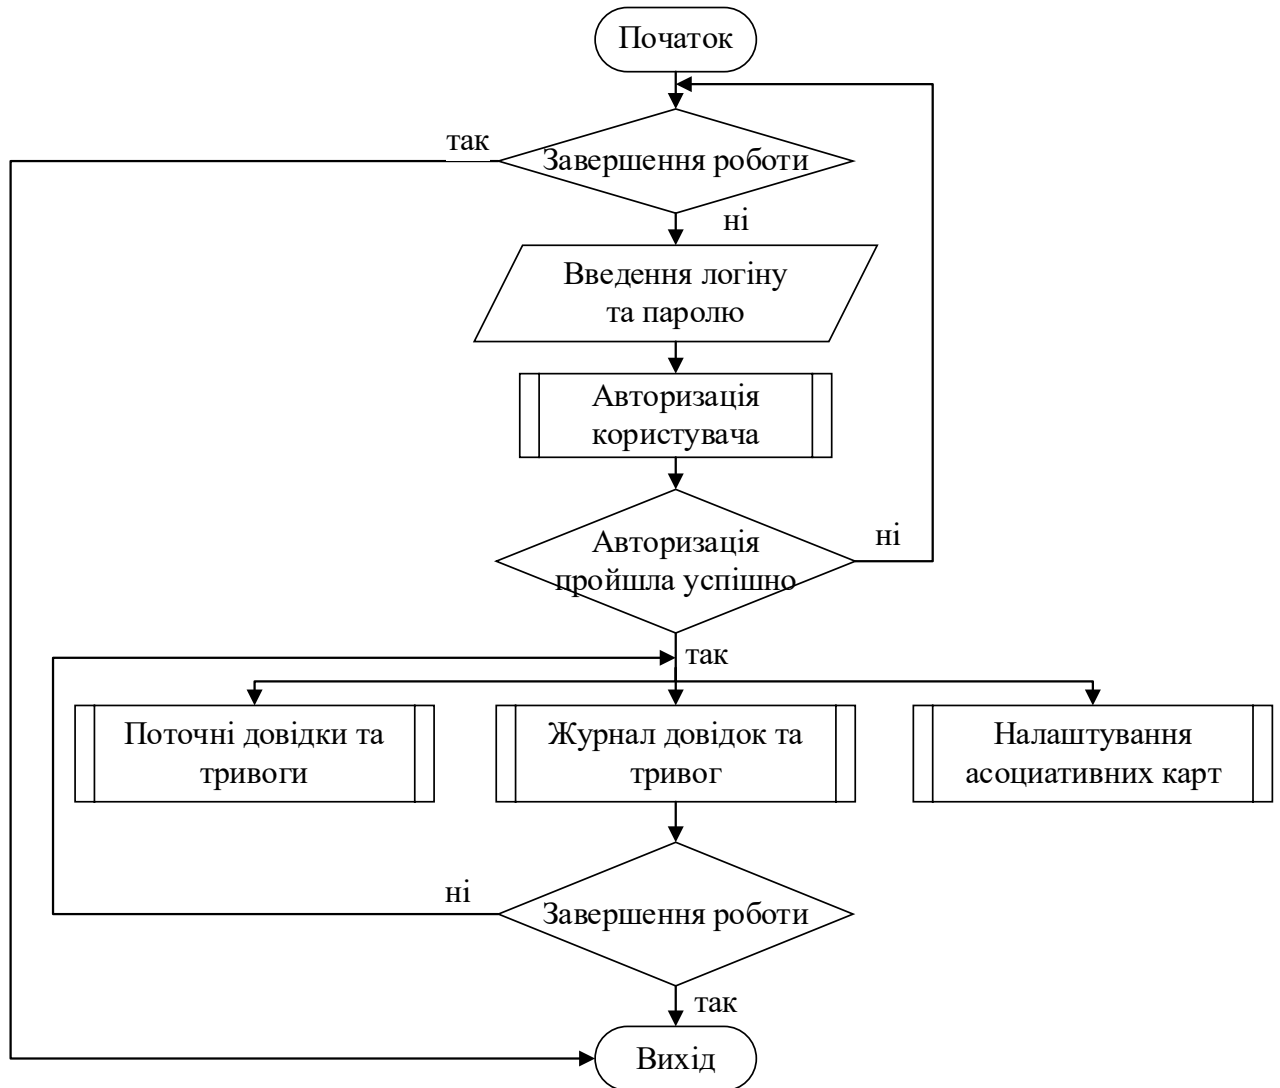 Початок
так
Завершення роботи
ні
Введення логіну
та паролю
Авторизація
користувача
ні
Авторизація
пройшла успішно
так
Поточні довідки та
тривоги
Журнал довідок та
тривог
Налаштування
асоциативних карт
ні
Завершення роботи
так
Вихід